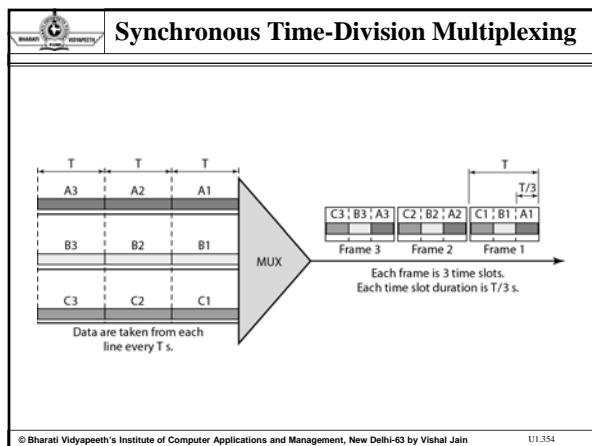 BHARATI VIDYAPEETH
PUNE
Synchronous Time-Division Multiplexing
T T T
A3 A2 A1
B3 B2 B1
C3 C2 C1
Data are taken from each
line every T s.
MUX
T
T/3
C3 B3 A3 C2 B2 A2 C1 B1 A1
Frame 3 Frame 2 Frame 1
Each frame is 3 time slots.
Each time slot duration is T/3 s.
© Bharati Vidyapeeth's Institute of Computer Applications and Management, New Delhi-63 by Vishal Jain U1.354